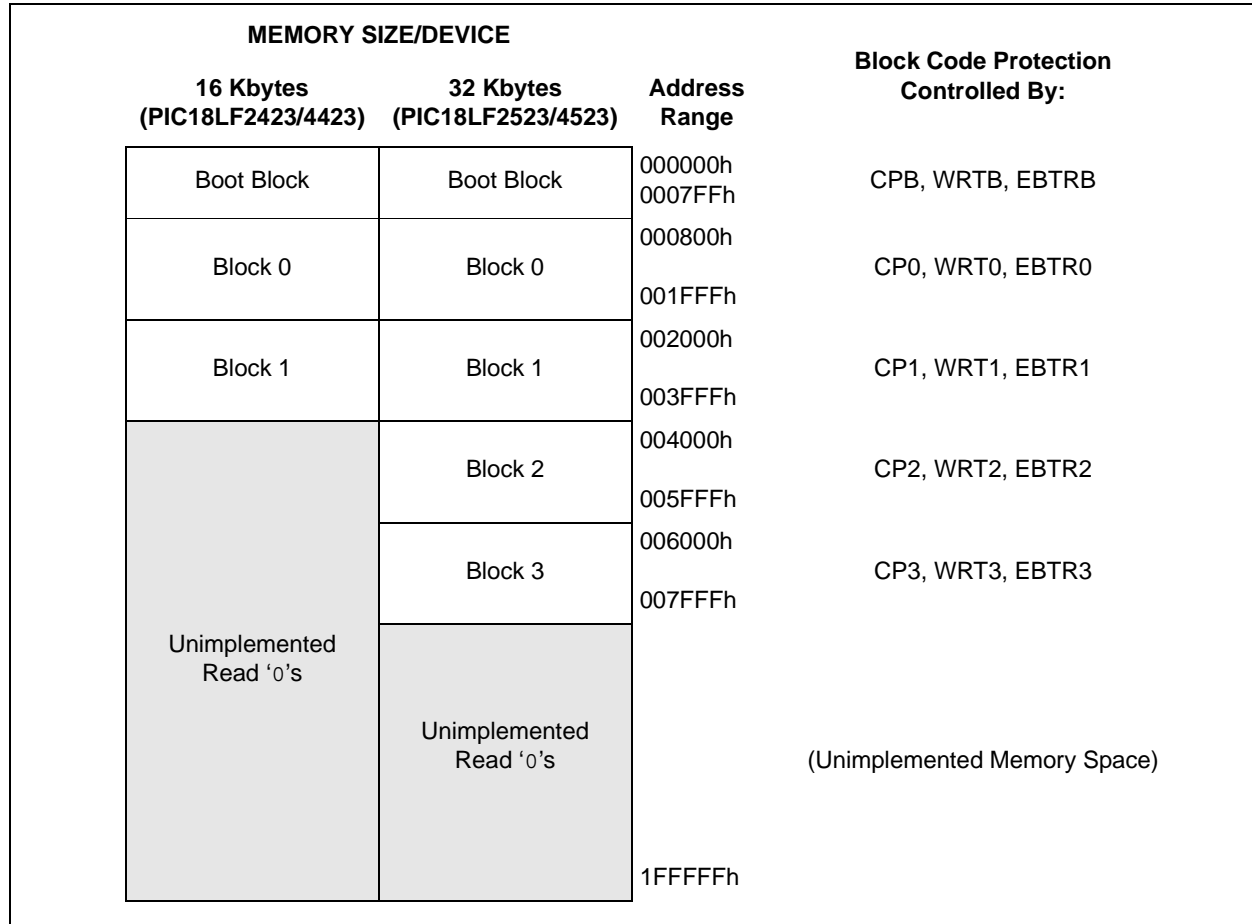 MEMORY SIZE/DEVICE
Block Code Protection
Controlled By:
16 Kbytes
(PIC18LF2423/4423)
32 Kbytes
(PIC18LF2523/4523)
Address
Range
Boot Block
Boot Block
000000h
0007FFh
CPB, WRTB, EBTRB
Block 0
Block 0
000800h
001FFFh
CP0, WRT0, EBTR0
Block 1
Block 1
002000h
003FFFh
CP1, WRT1, EBTR1
Block 2
004000h
005FFFh
CP2, WRT2, EBTR2
Block 3
006000h
007FFFh
CP3, WRT3, EBTR3
Unimplemented
Read ‘0’s
Unimplemented
Read ‘0’s
(Unimplemented Memory Space)
1FFFFFh